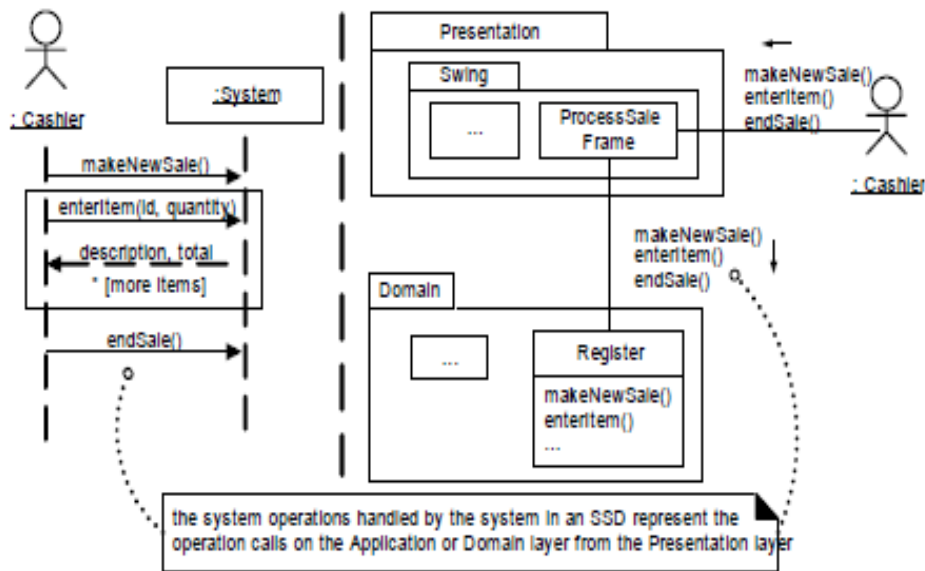 : Cashier
:System
makeNewSale()
enterItem(id, quantity)
description, total
* [more items]
endSale()
Presentation
Swing
...
ProcessSale
Frame
makeNewSale()
enterItem()
endSale()
: Cashier
makeNewSale()
enterItem()
endSale()
Domain
...
Register
makeNewSale()
enterItem()
...
the system operations handled by the system in an SSD represent the
operation calls on the Application or Domain layer from the Presentation layer